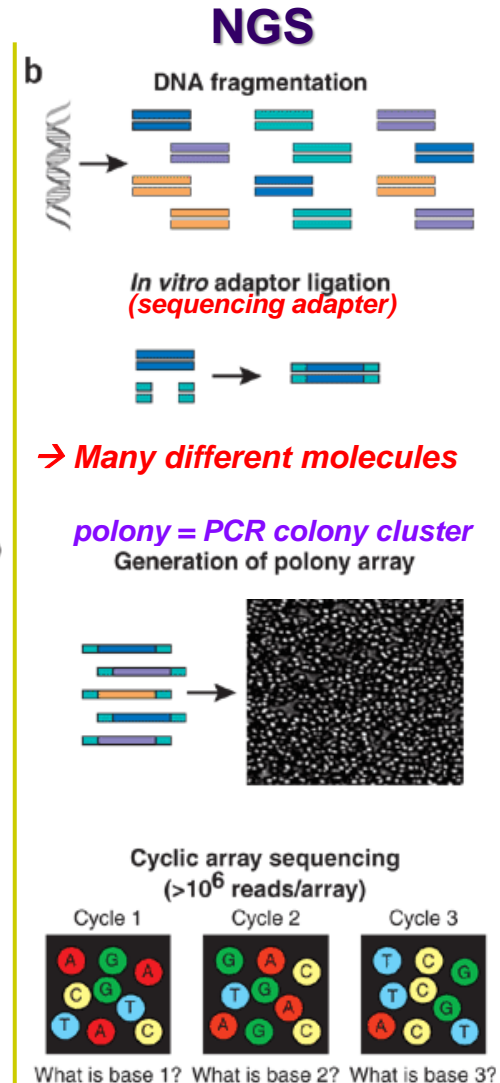 NGS
b
DNA fragmentation
In vitro adaptor ligation
(sequencing adapter)
→ Many different molecules
polony = PCR colony cluster
Generation of polony array
Cyclic array sequencing
(>10⁶ reads/array)
Cycle 1 Cycle 2 Cycle 3
A G A G A C T C G
C G T T G A T C G
T A C A G C A C T
What is base 1? What is base 2? What is base 3?